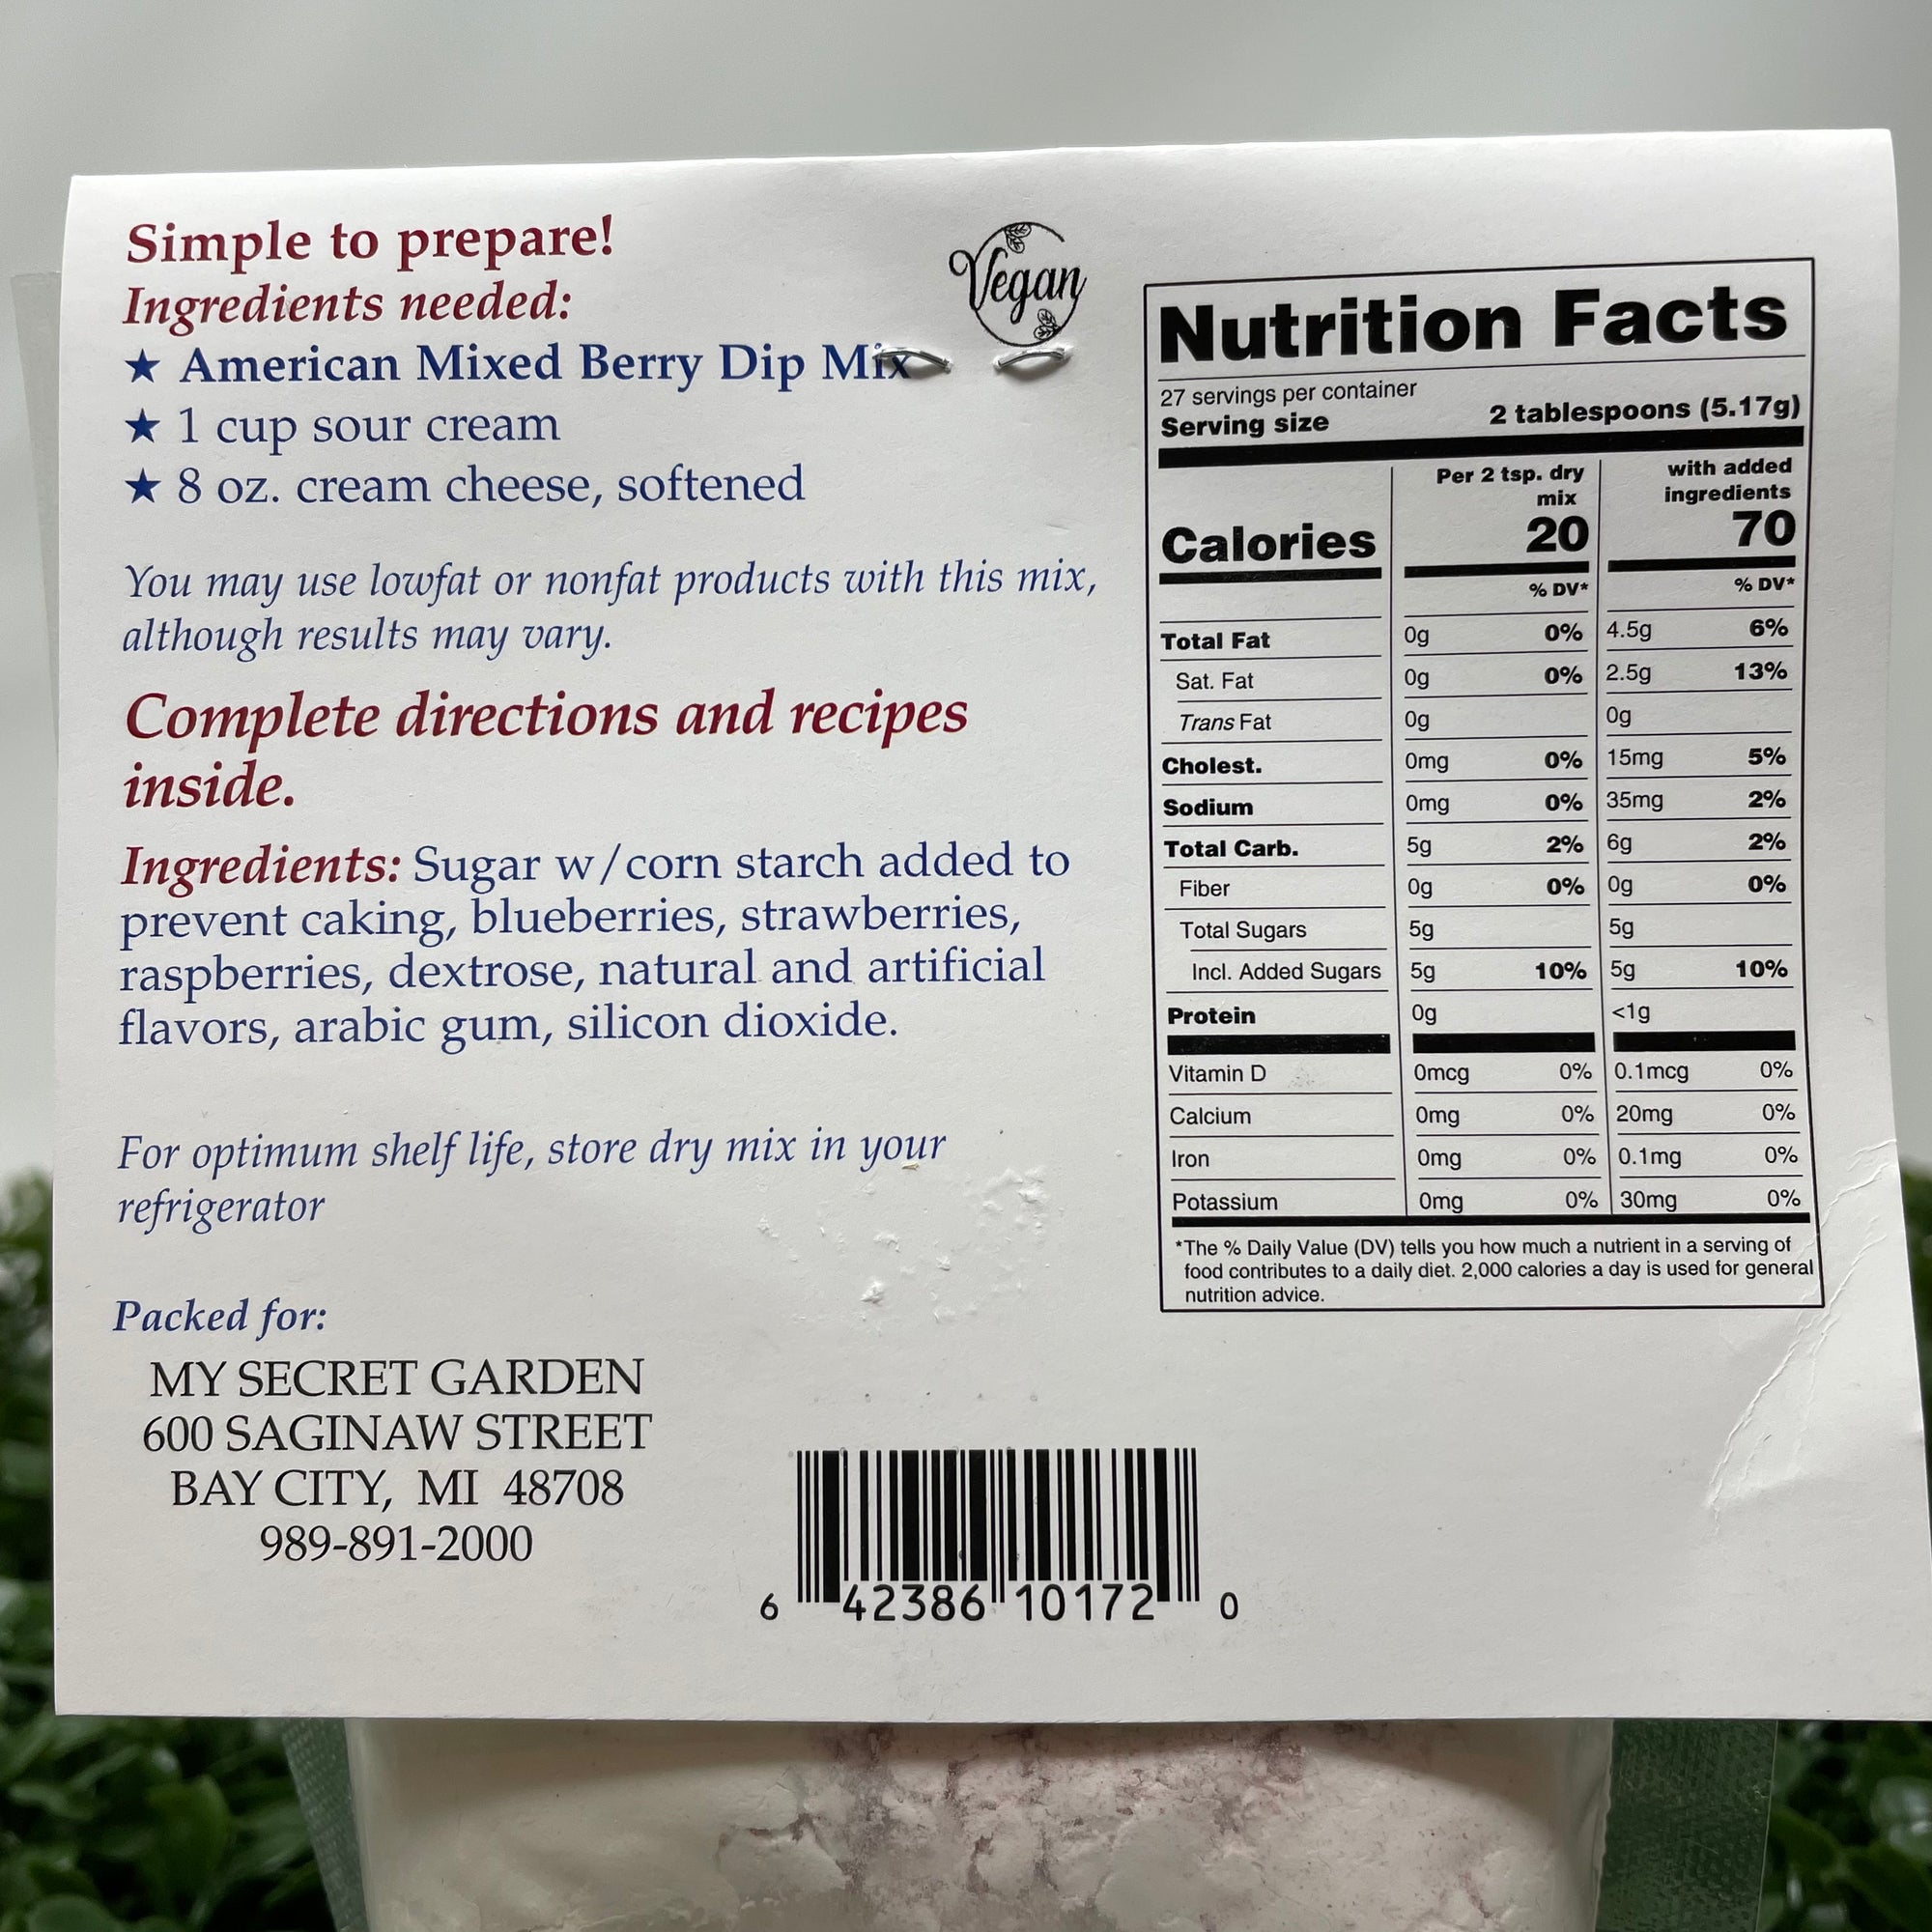 Simple to prepare!
Ingredients needed:
★ American Mixed Berry Dip Mix
★ 1 cup sour cream
★ 8 oz. cream cheese, softened
You may use lowfat or nonfat products with this mix,
although results may vary.
Complete directions and recipes
inside.
Ingredients: Sugar w/corn starch added to
prevent caking, blueberries, strawberries,
raspberries, dextrose, natural and artificial
flavors, arabic gum, silicon dioxide.
For optimum shelf life, store dry mix in your
refrigerator
Packed for:
MY SECRET GARDEN
600 SAGINAW STREET
BAY CITY, MI 48708
989-891-2000
Vegan
Nutrition Facts
27 servings per container
Serving size 2 tablespoons (5.17g)
Per 2 tsp. dry
mix
with added
ingredients
Calories 20 70
% DV* % DV*
Total Fat 0g 0% 4.5g 6%
Sat. Fat 0g 0% 2.5g 13%
Trans Fat 0g 0g
Cholest. 0mg 0% 15mg 5%
Sodium 0mg 0% 35mg 2%
Total Carb. 5g 2% 6g 2%
Fiber 0g 0% 0g 0%
Total Sugars 5g 5g
Incl. Added Sugars 5g 10% 5g 10%
Protein 0g <1g
Vitamin D 0mcg 0% 0.1mcg 0%
Calcium 0mg 0% 20mg 0%
Iron 0mg 0% 0.1mg 0%
Potassium 0mg 0% 30mg 0%
*The % Daily Value (DV) tells you how much a nutrient in a serving of
food contributes to a daily diet. 2,000 calories a day is used for general
nutrition advice.
6 42386 10172 0